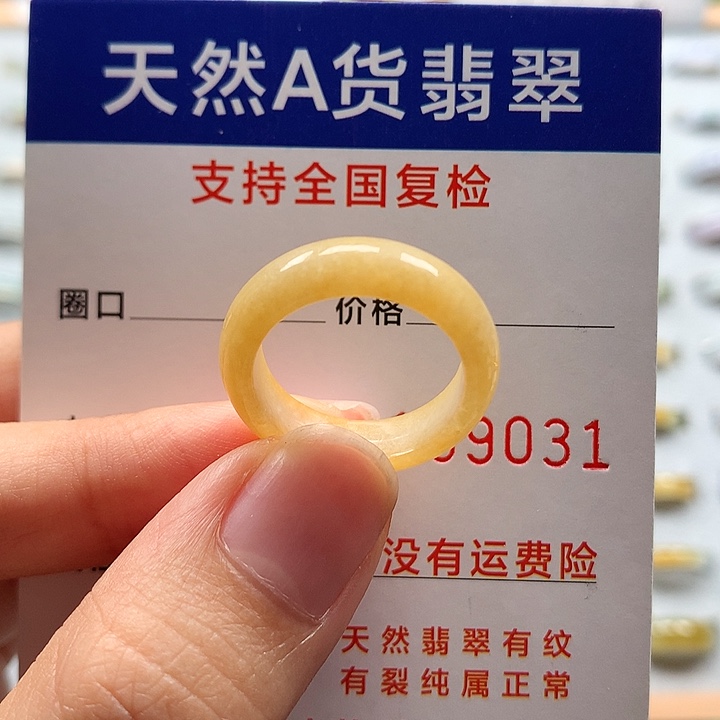 天然A货翡翠
支持全国复检
圈口 价格
9031
没有运费险
天然翡翠有纹
有裂纯属正常